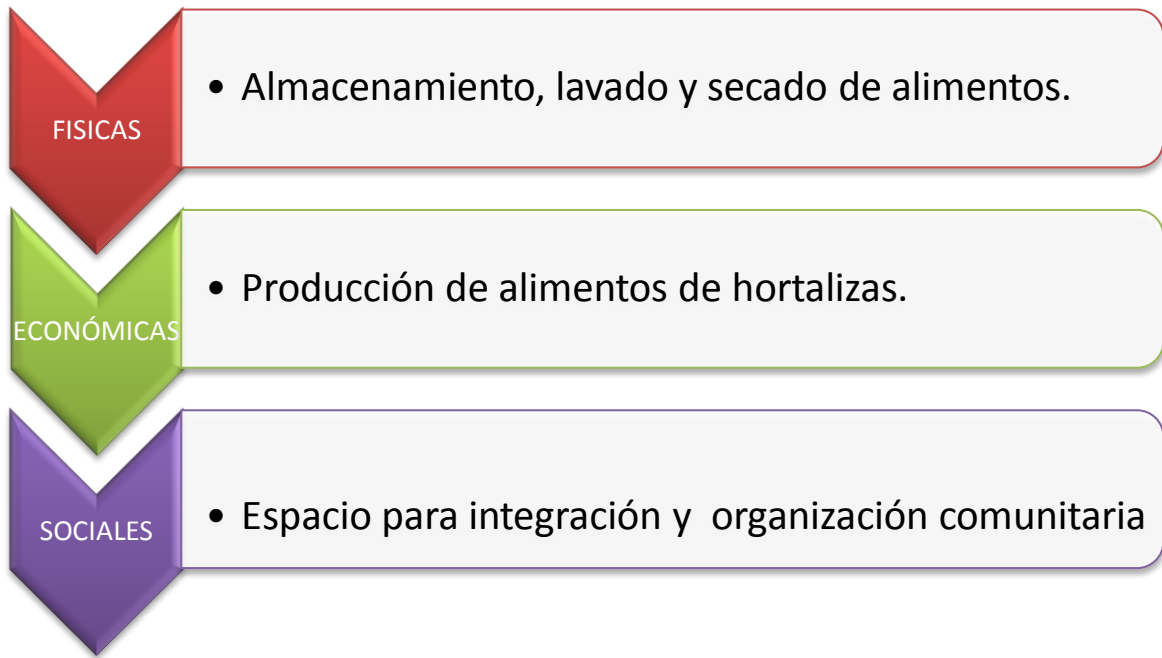 FISICAS
• Almacenamiento, lavado y secado de alimentos.
ECONÓMICAS
• Producción de alimentos de hortalizas.
SOCIALES
• Espacio para integración y organización comunitaria